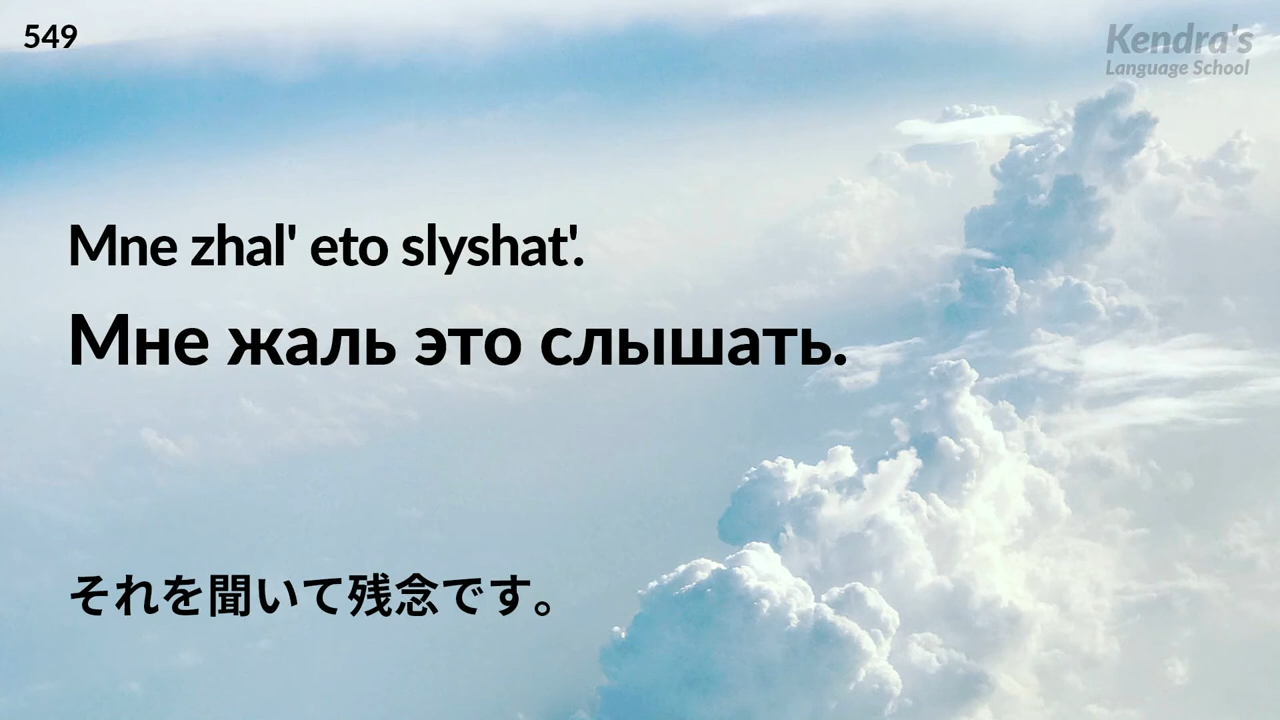 549
Kendra's
Language School
Mne zhal' eto slyshat'.
Мне жаль это слышать.
それを聞いて残念です。